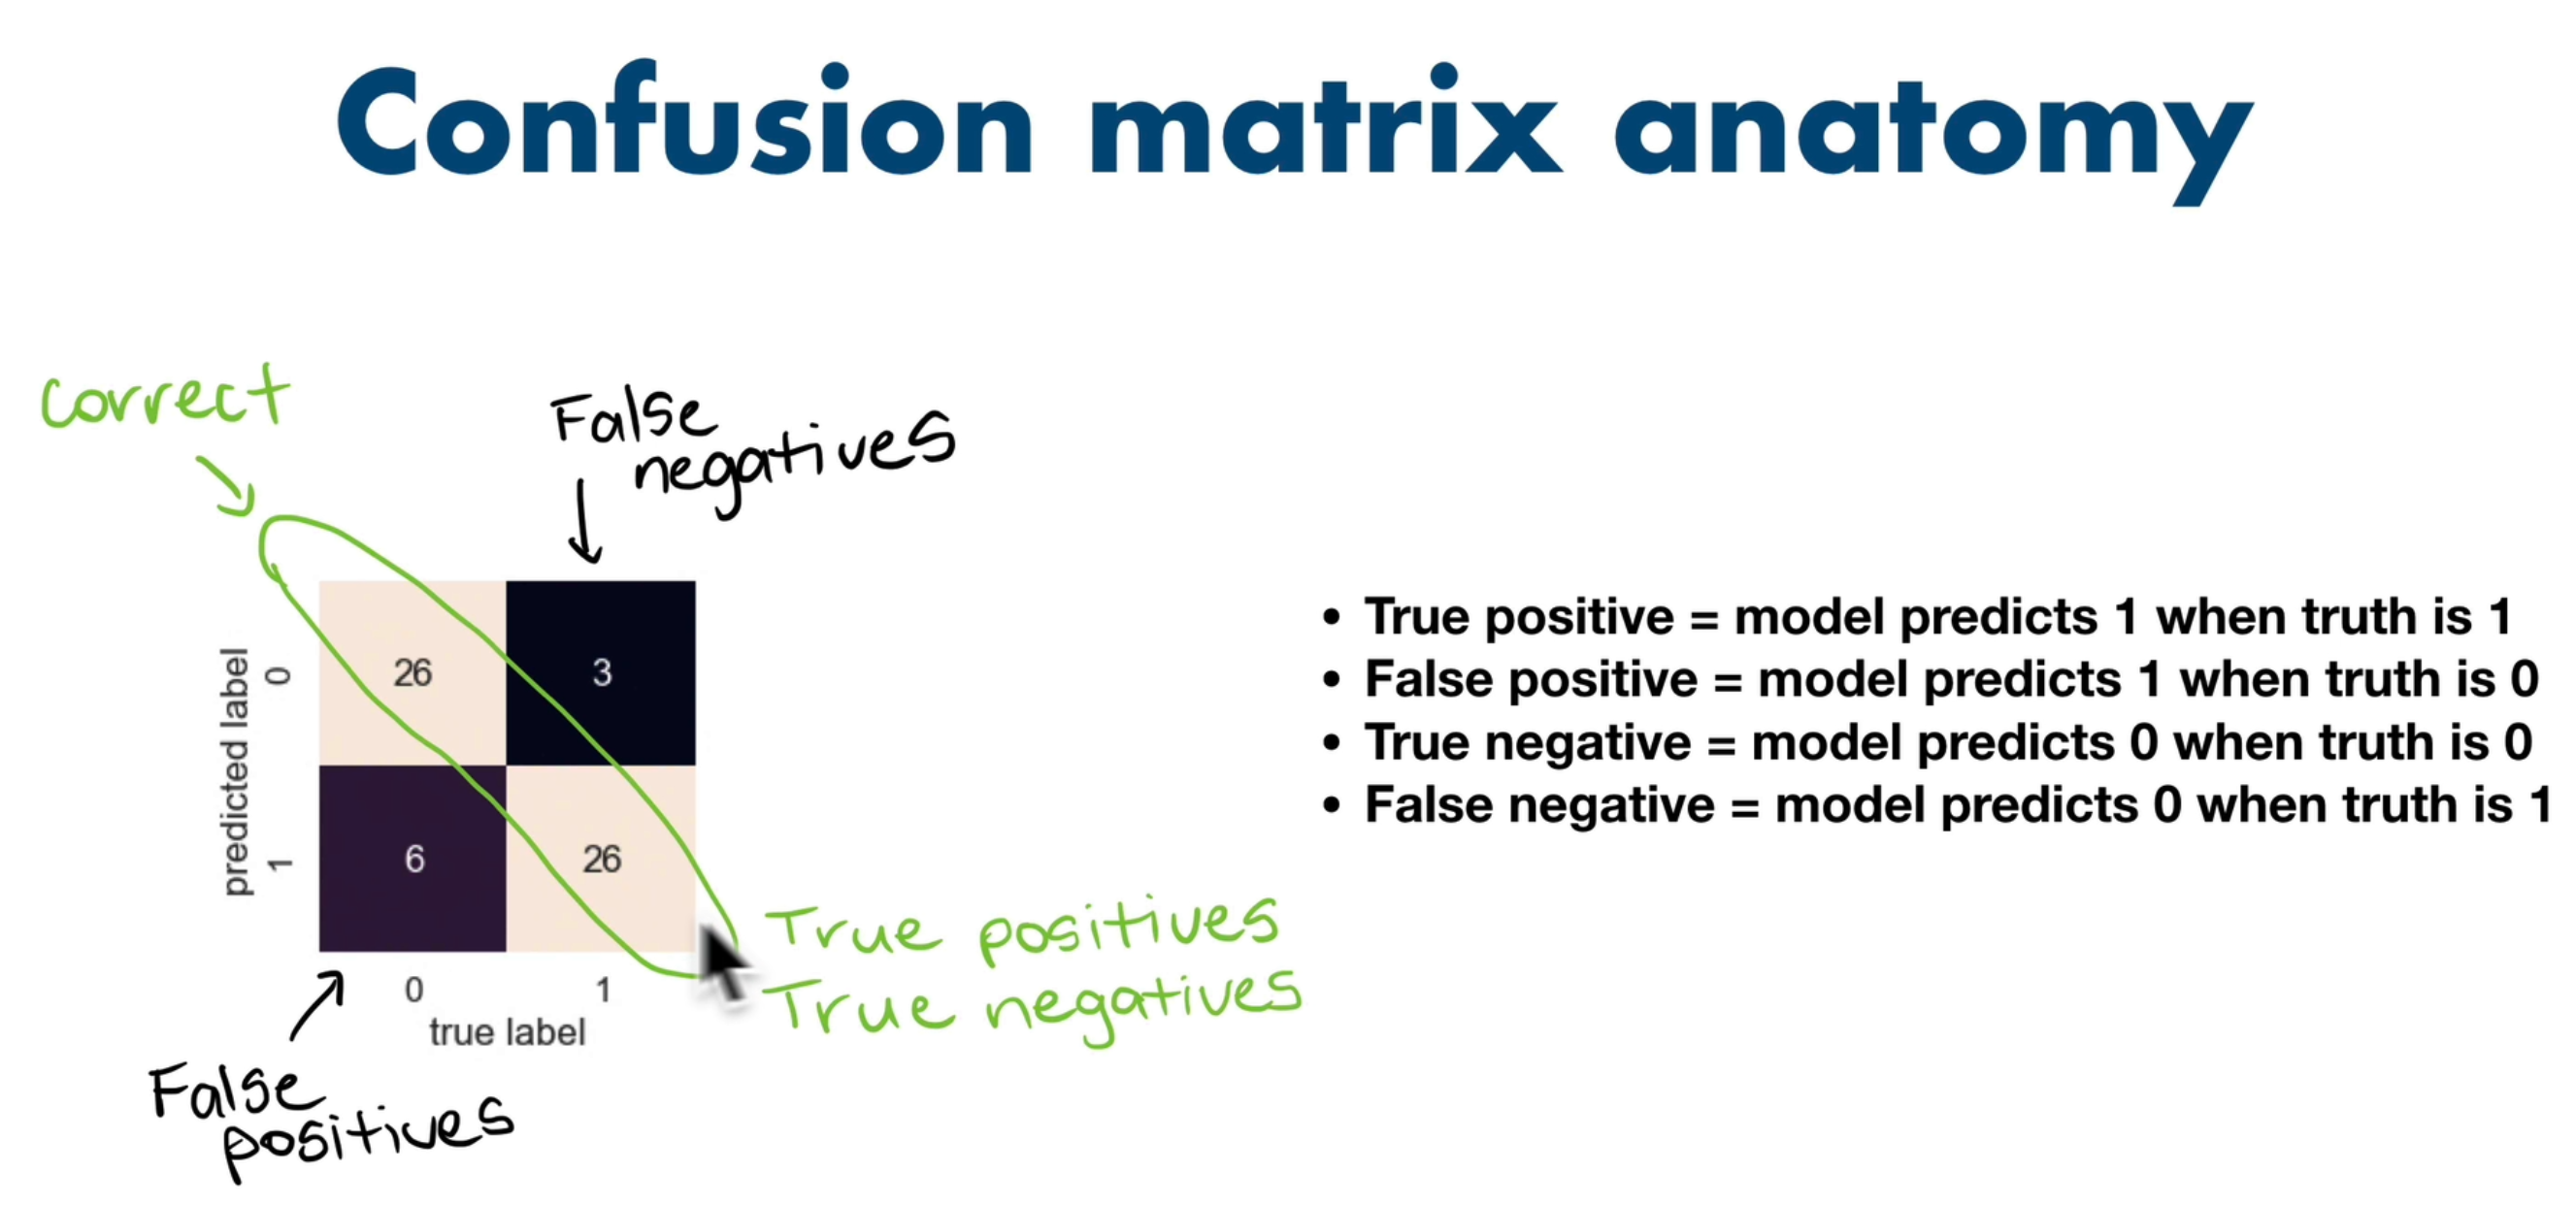 Confusion matrix anatomy
correct
False
negatives
26
3
predicted label
0
1
6
26
0
1
true label
False
positives
True positives
True negatives
• True positive = model predicts 1 when truth is 1
• False positive = model predicts 1 when truth is 0
• True negative = model predicts 0 when truth is 0
• False negative = model predicts 0 when truth is 1